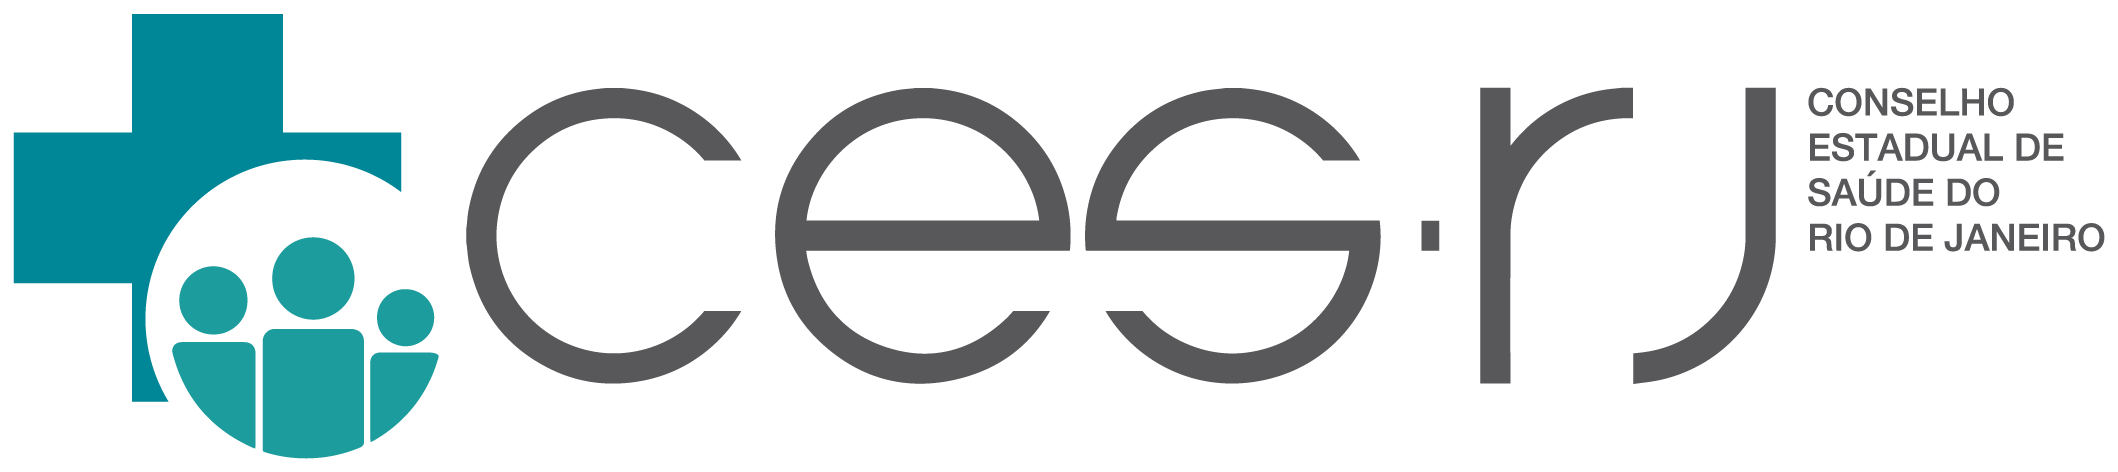 ces·rj
CONSELHO
ESTADUAL DE
SAÚDE DO
RIO DE JANEIRO